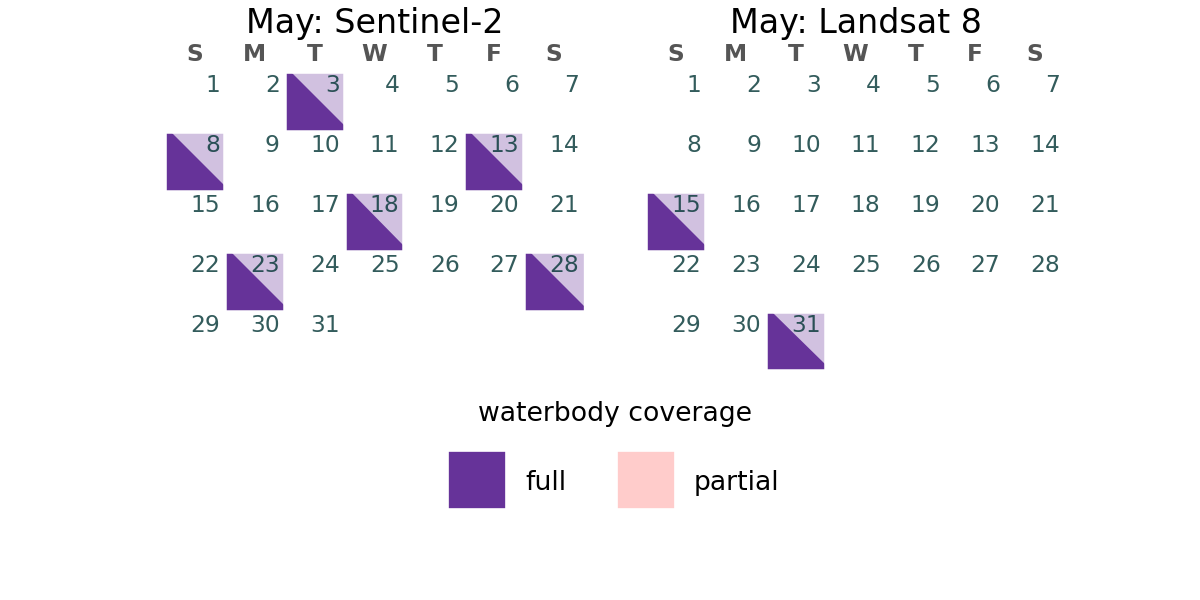 May: Sentinel-2
S M T W T F S
1 2 3 4 5 6 7
8 9 10 11 12 13 14
15 16 17 18 19 20 21
22 23 24 25 26 27 28
29 30 31
May: Landsat 8
S M T W T F S
1 2 3 4 5 6 7
8 9 10 11 12 13 14
15 16 17 18 19 20 21
22 23 24 25 26 27 28
29 30 31
waterbody coverage
full
partial